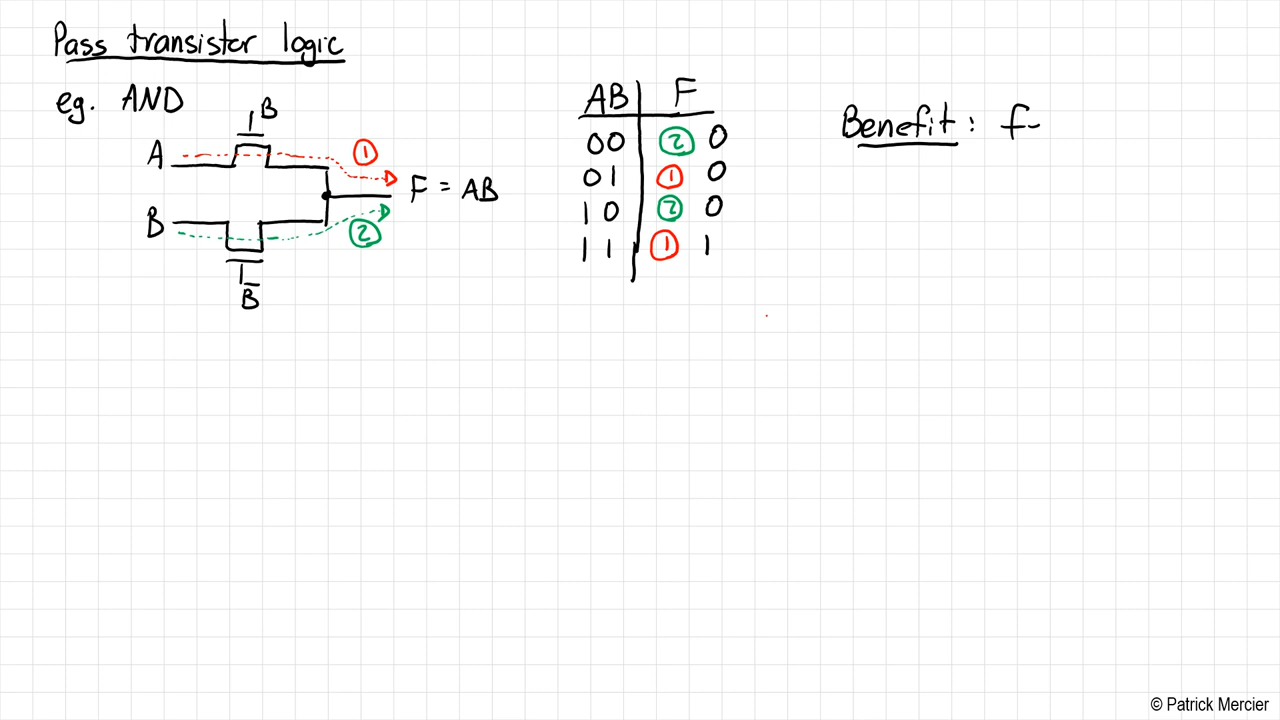 Pass transistor logic
eg. AND
B
A
①
F = AB
B
②
B̅
AB F
00 ② 0
01 ① 0
10 ② 0
11 ① 1
Benefit: f
© Patrick Mercier